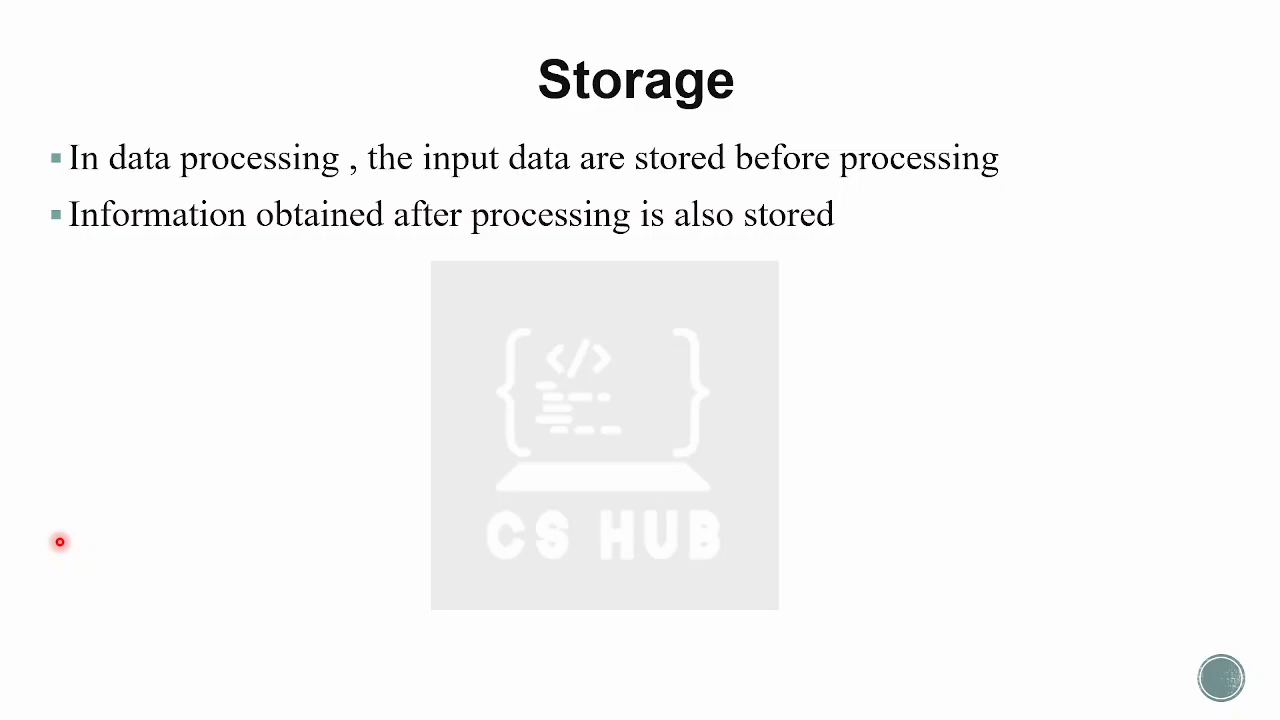 Storage
In data processing , the input data are stored before processing
Information obtained after processing is also stored
</>
CS HUB